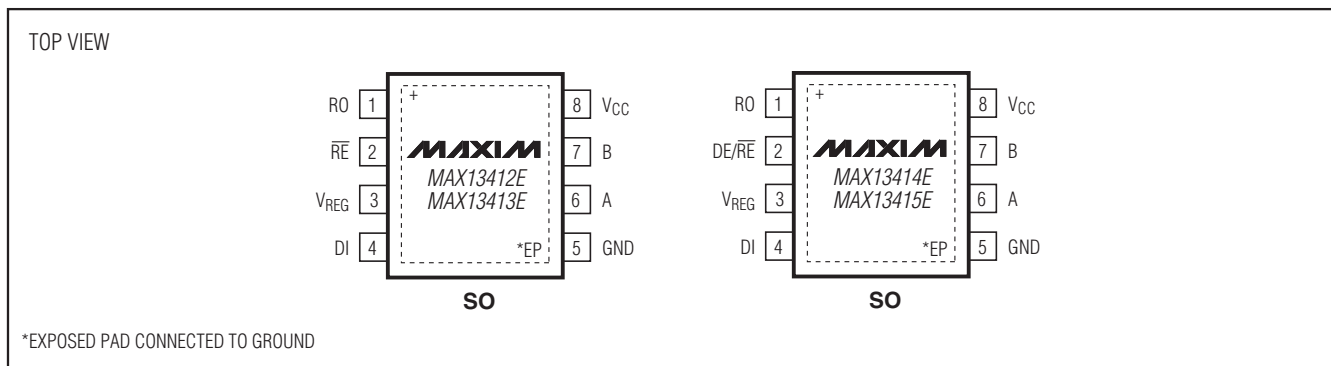 TOP VIEW
RO 1
R̅E̅ 2
VREG 3
DI 4
+
MAXIM
MAX13412E
MAX13413E
*EP
8 VCC
7 B
6 A
5 GND
SO
RO 1
DE/R̅E̅ 2
VREG 3
DI 4
+
MAXIM
MAX13414E
MAX13415E
*EP
8 VCC
7 B
6 A
5 GND
SO
*EXPOSED PAD CONNECTED TO GROUND